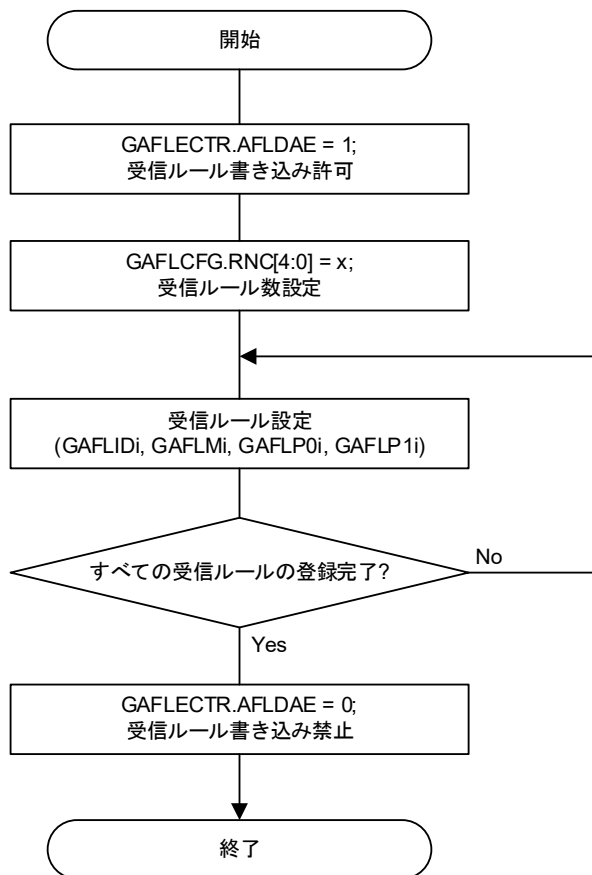 開始
GAFLECTR.AFLDAE = 1;
受信ルール書き込み許可
GAFLCFG.RNC[4:0] = x;
受信ルール数設定
受信ルール設定
(GAFLIDi, GAFLMi, GAFLP0i, GAFLP1i)
すべての受信ルールの登録完了?
No
Yes
GAFLECTR.AFLDAE = 0;
受信ルール書き込み禁止
終了